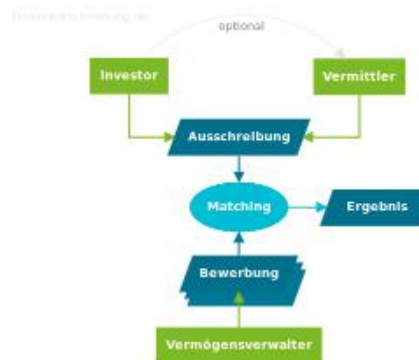 optional
Investor
Vermittler
Ausschreibung
Matching
Ergebnis
Bewerbung
Vermögensverwalter